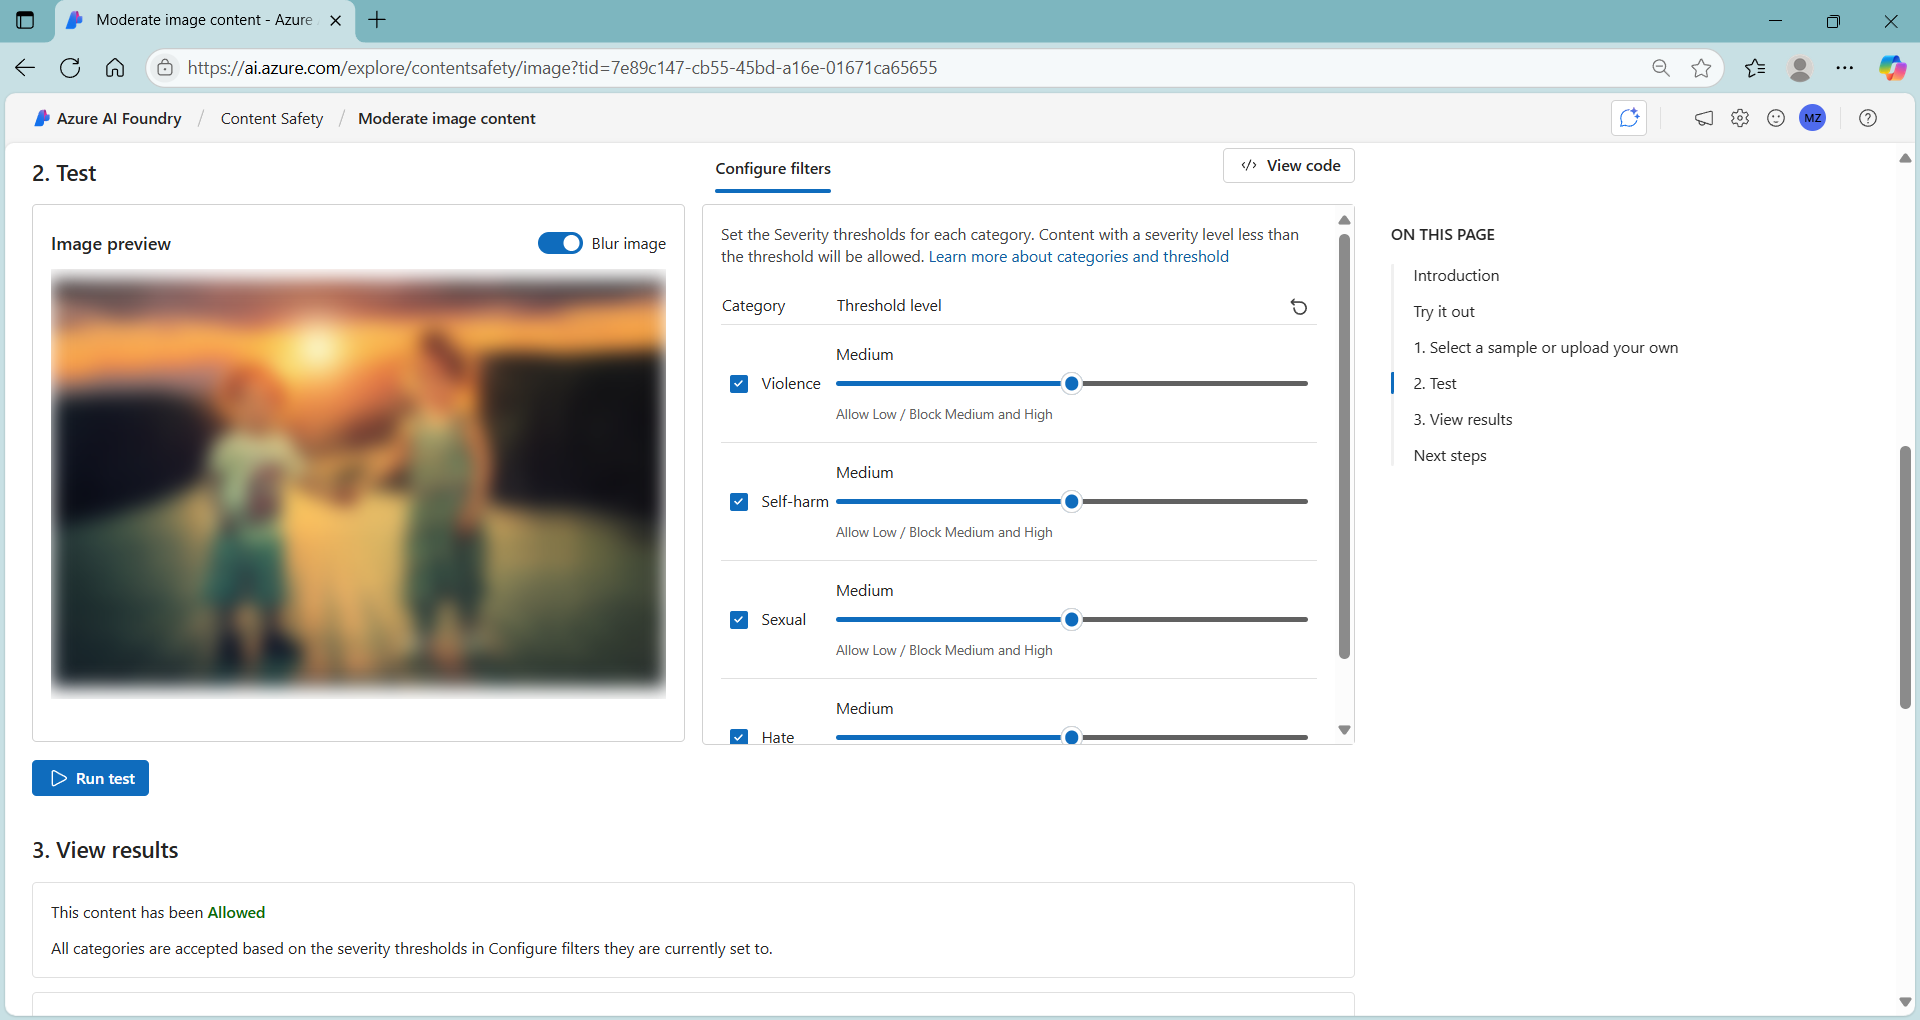 Moderate image content - Azure
https://ai.azure.com/explore/contentsafety/image?tid=7e89c147-cb55-45bd-a16e-01671ca65655
Azure AI Foundry / Content Safety / Moderate image content
MZ
2. Test
Configure filters
View code
Image preview
Blur image
Set the Severity thresholds for each category. Content with a severity level less than
the threshold will be allowed. Learn more about categories and threshold
Category Threshold level
Medium
Violence
Allow Low / Block Medium and High
Medium
Self-harm
Allow Low / Block Medium and High
Medium
Sexual
Allow Low / Block Medium and High
Medium
Hate
ON THIS PAGE
Introduction
Try it out
1. Select a sample or upload your own
2. Test
3. View results
Next steps
Run test
3. View results
This content has been Allowed
All categories are accepted based on the severity thresholds in Configure filters they are currently set to.